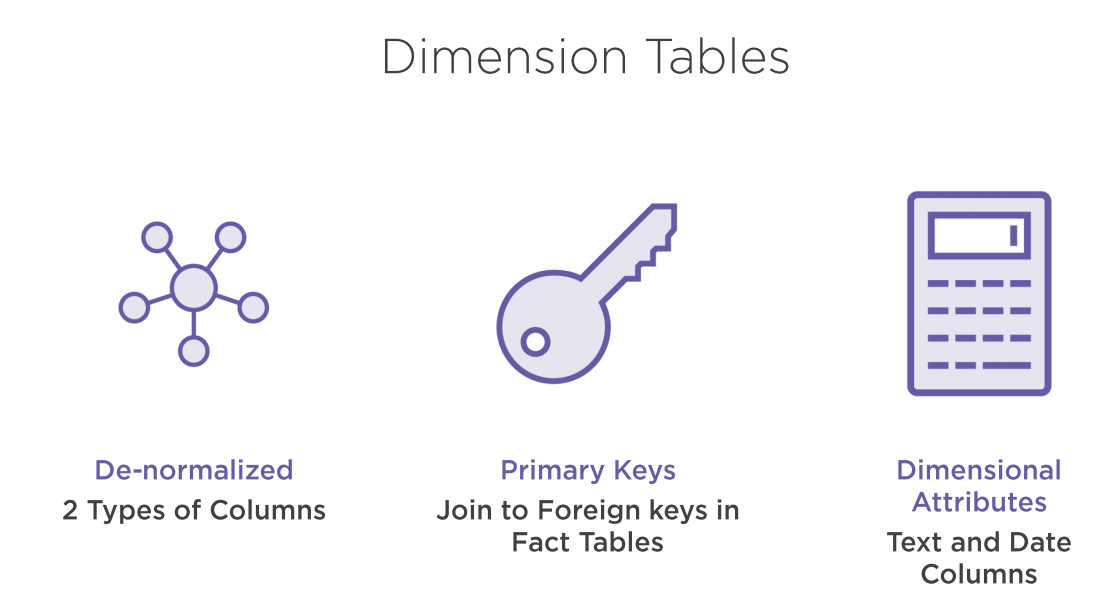 Dimension Tables
De-normalized
2 Types of Columns
Primary Keys
Join to Foreign keys in
Fact Tables
Dimensional
Attributes
Text and Date
Columns